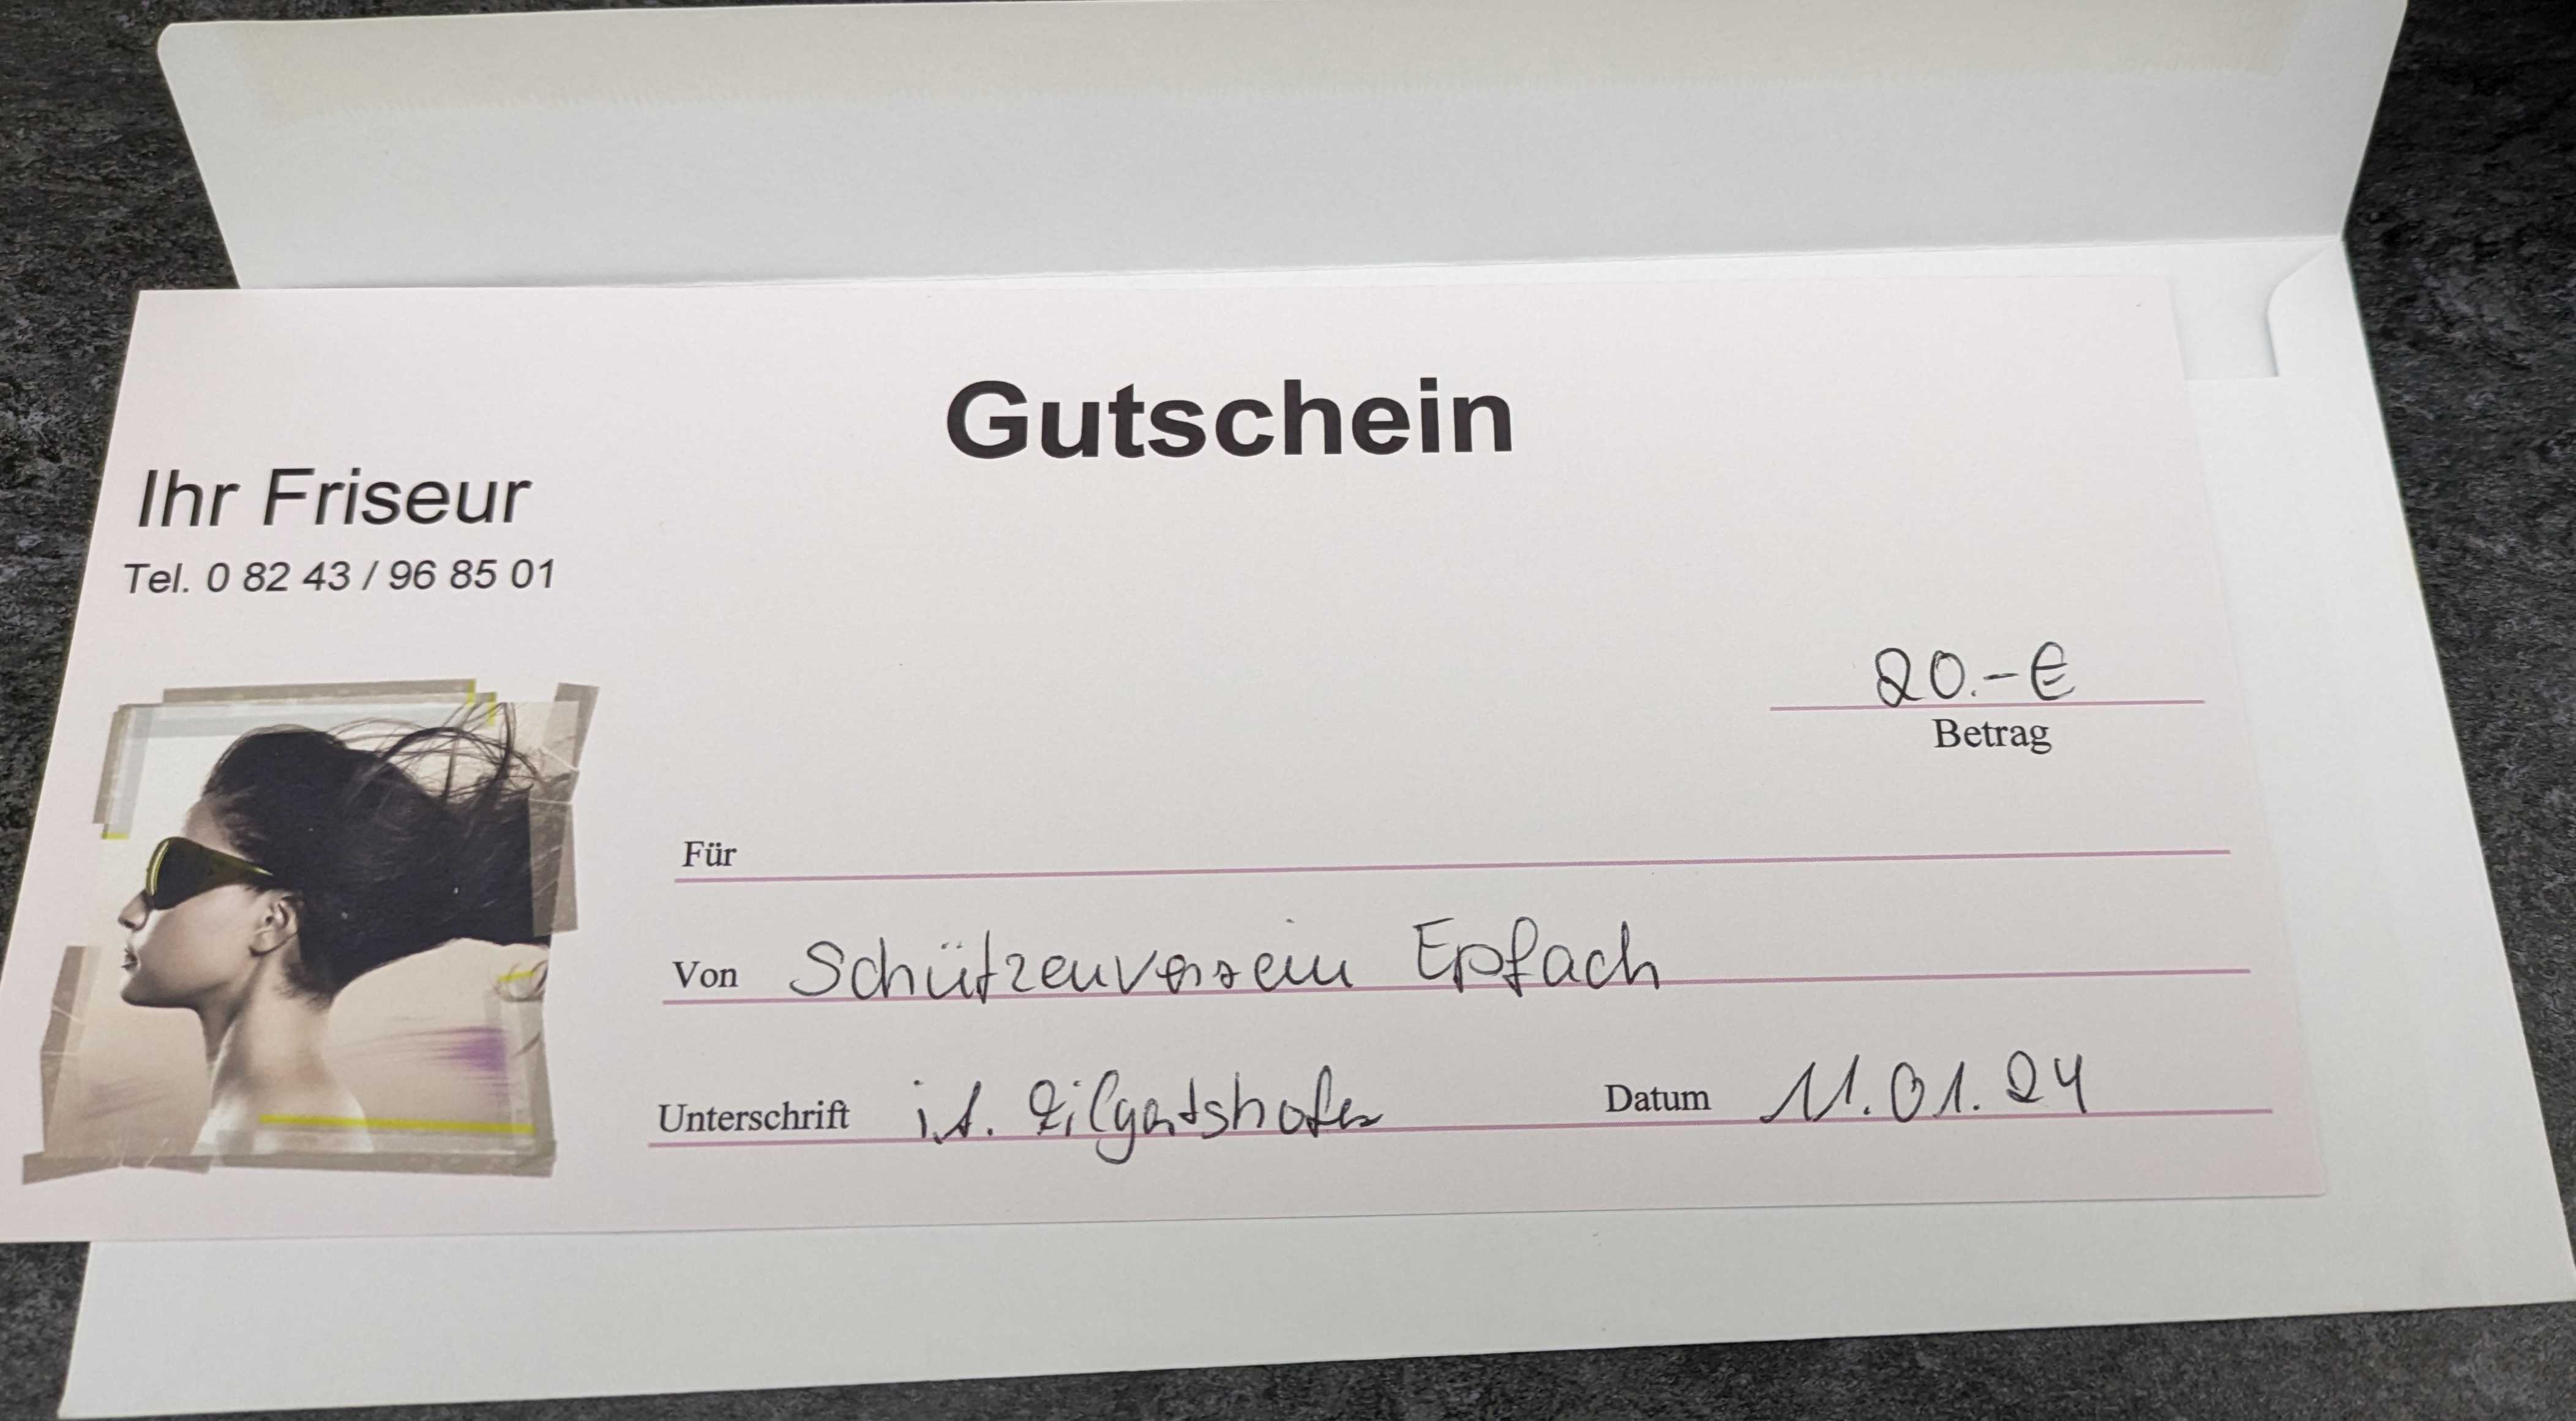 Gutschein
Ihr Friseur
Tel. 0 82 43 / 96 85 01
20.-€
Betrag
Für
Von Schützenverein Epfach
Unterschrift i.A. Datum 11.01.24